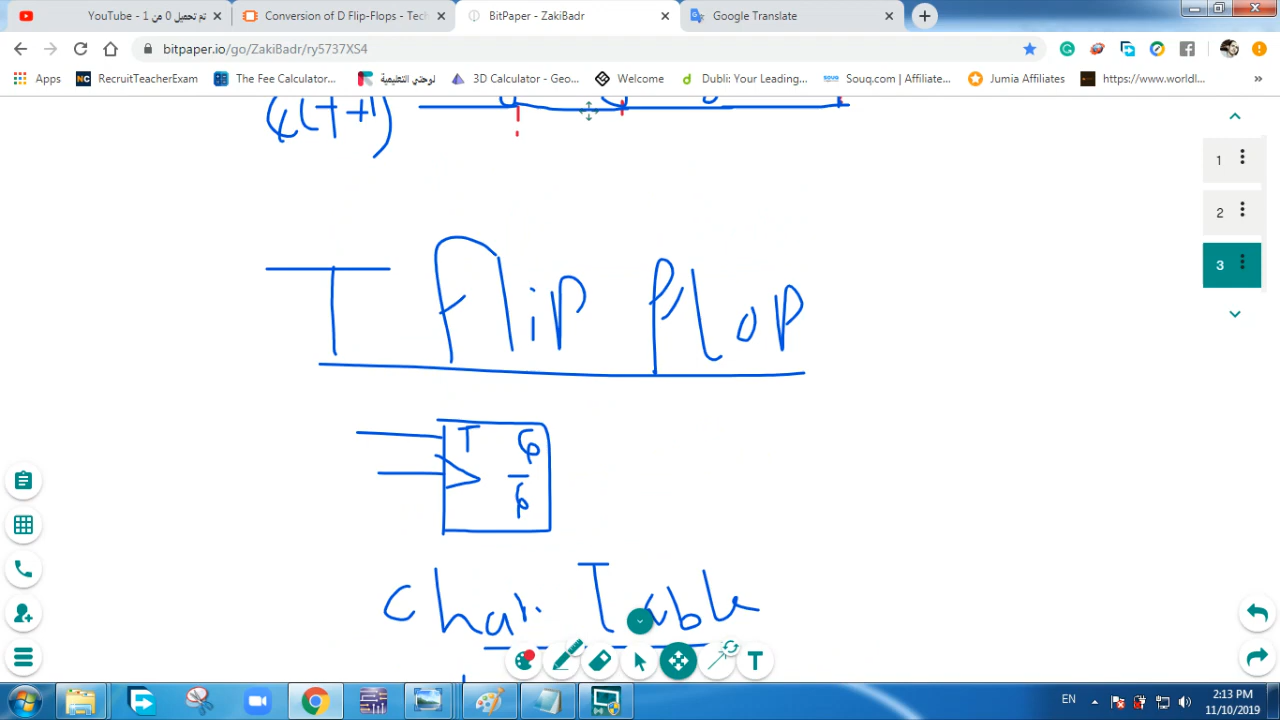 تم تحميل 0 من 1 - YouTube
Conversion of D Flip-Flops - Tech
BitPaper - ZakiBadr
Google Translate
bitpaper.io/go/ZakiBadr/ry5737XS4
Apps
RecruitTeacherExam
The Fee Calculator...
لوحتي التعليمية
3D Calculator - Geo...
Welcome
Dubli: Your Leading...
Souq.com | Affiliate...
Jumia Affiliates
https://www.worldl...
»
Q(T+1)
1
2
3
T Flip Flop
T Q
Q̅
Char. Table
T
EN
2:13 PM
11/10/2019